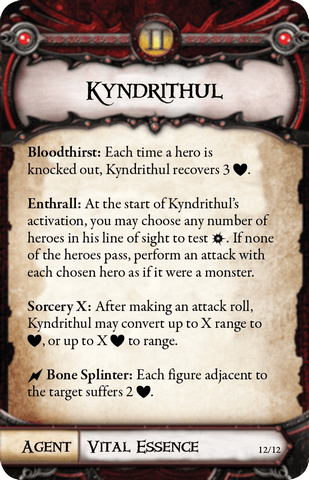 II
KYNDRITHUL
Bloodthirst: Each time a hero is
knocked out, Kyndrithul recovers 3 ♥.
Enthrall: At the start of Kyndrithul's
activation, you may choose any number of
heroes in his line of sight to test . If none
of the heroes pass, perform an attack with
each chosen hero as if it were a monster.
Sorcery X: After making an attack roll,
Kyndrithul may convert up to X range to
♥, or up to X ♥ to range.
Bone Splinter: Each figure adjacent to
the target suffers 2 ♥.
AGENT VITAL ESSENCE 12/12